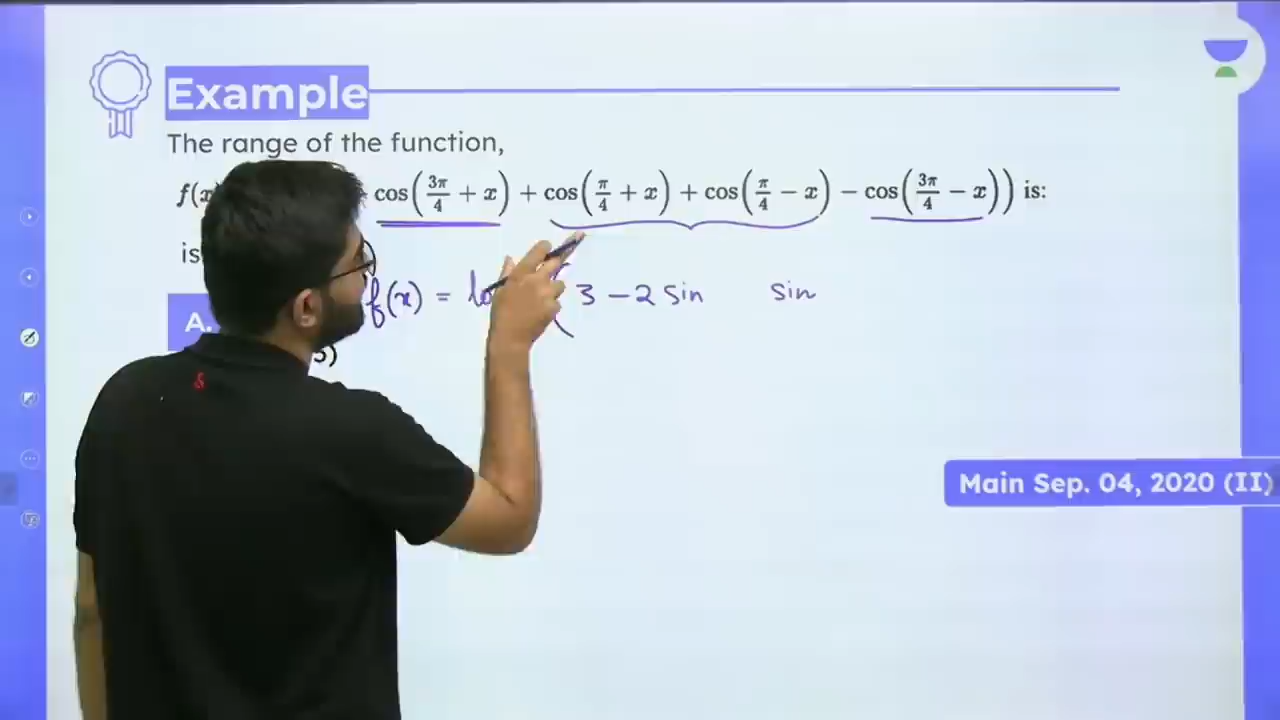 Example
The range of the function,
f(x cos(3π/4 + x) + cos(π/4 + x) + cos(π/4 − x) − cos(3π/4 − x)) is:
is
f(x) = lo ( 3 − 2 sin sin
A.
Main Sep. 04, 2020 (II)